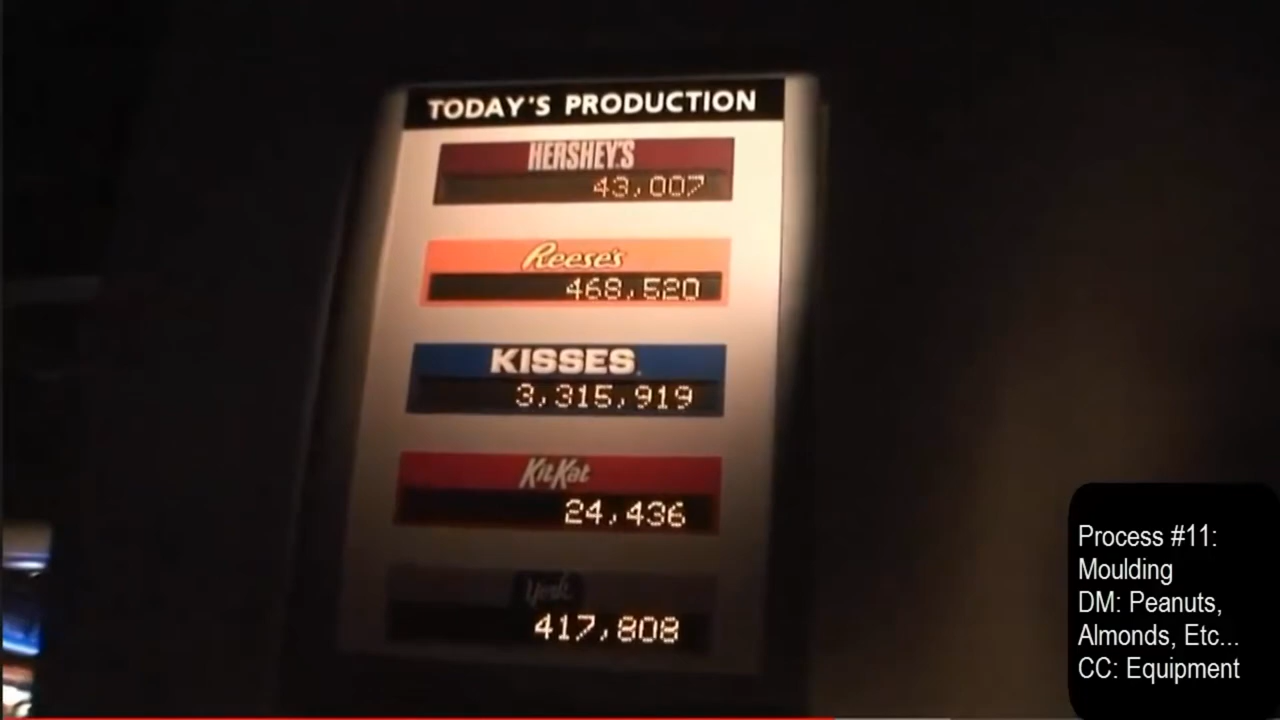 TODAY'S PRODUCTION
HERSHEY'S
43,007
Reese's
468,520
KISSES
3,315,919
KitKat
24,436
York
417,808
Process #11:
Moulding
DM: Peanuts,
Almonds, Etc...
CC: Equipment